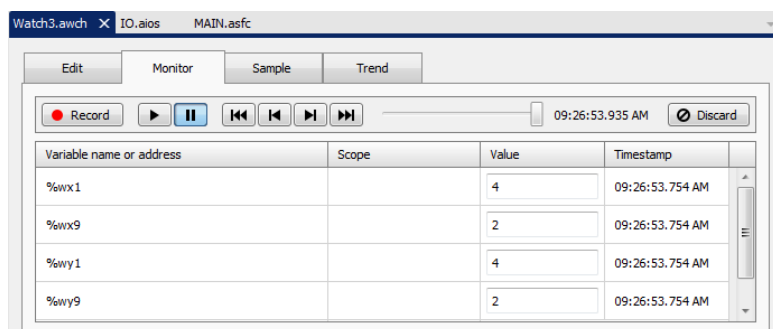 Watch3.awch X IO.aios MAIN.asfc
Edit Monitor Sample Trend
Record 09:26:53.935 AM Discard
Variable name or address Scope Value Timestamp
%wx1 4 09:26:53.754 AM
%wx9 2 09:26:53.754 AM
%wy1 4 09:26:53.754 AM
%wy9 2 09:26:53.754 AM